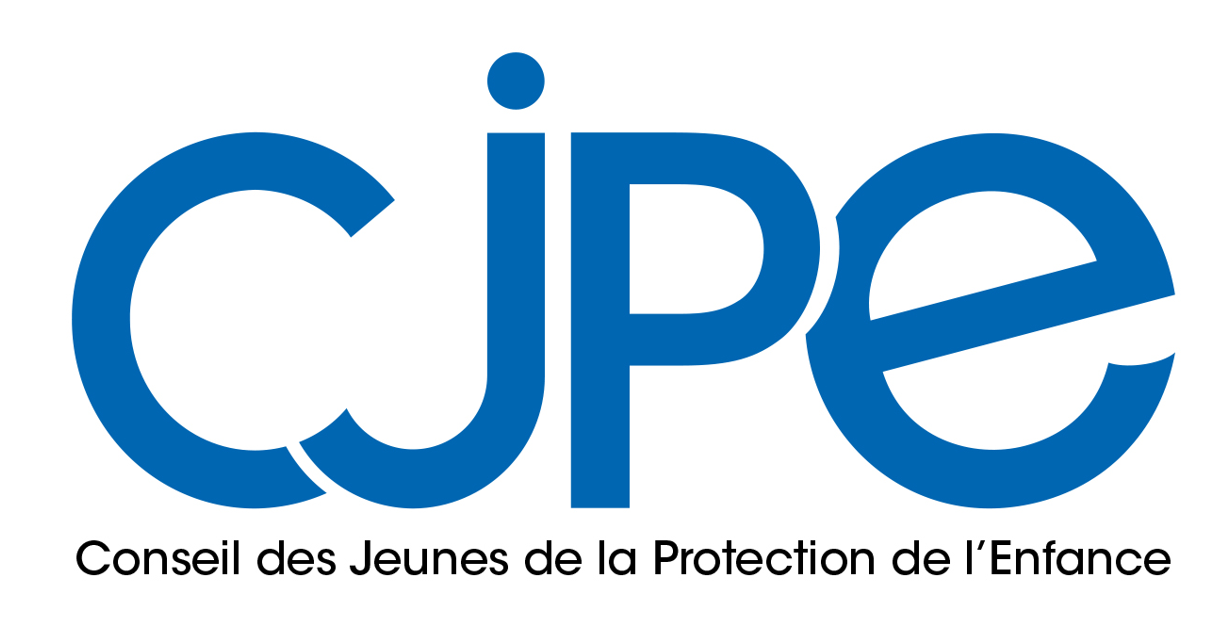 CJPe
Conseil des Jeunes de la Protection de l’Enfance